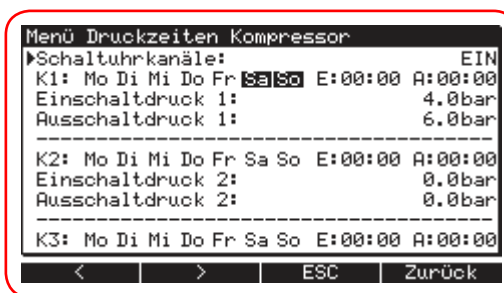 Menü Druckzeiten Kompressor
▶Schaltuhrkanäle: EIN
K1: Mo Di Mi Do Fr Sa So E:00:00 A:00:00
Einschaltdruck 1: 4.0bar
Ausschaltdruck 1: 6.0bar
K2: Mo Di Mi Do Fr Sa So E:00:00 A:00:00
Einschaltdruck 2: 0.0bar
Ausschaltdruck 2: 0.0bar
K3: Mo Di Mi Do Fr Sa So E:00:00 A:00:00
< > ESC Zurück